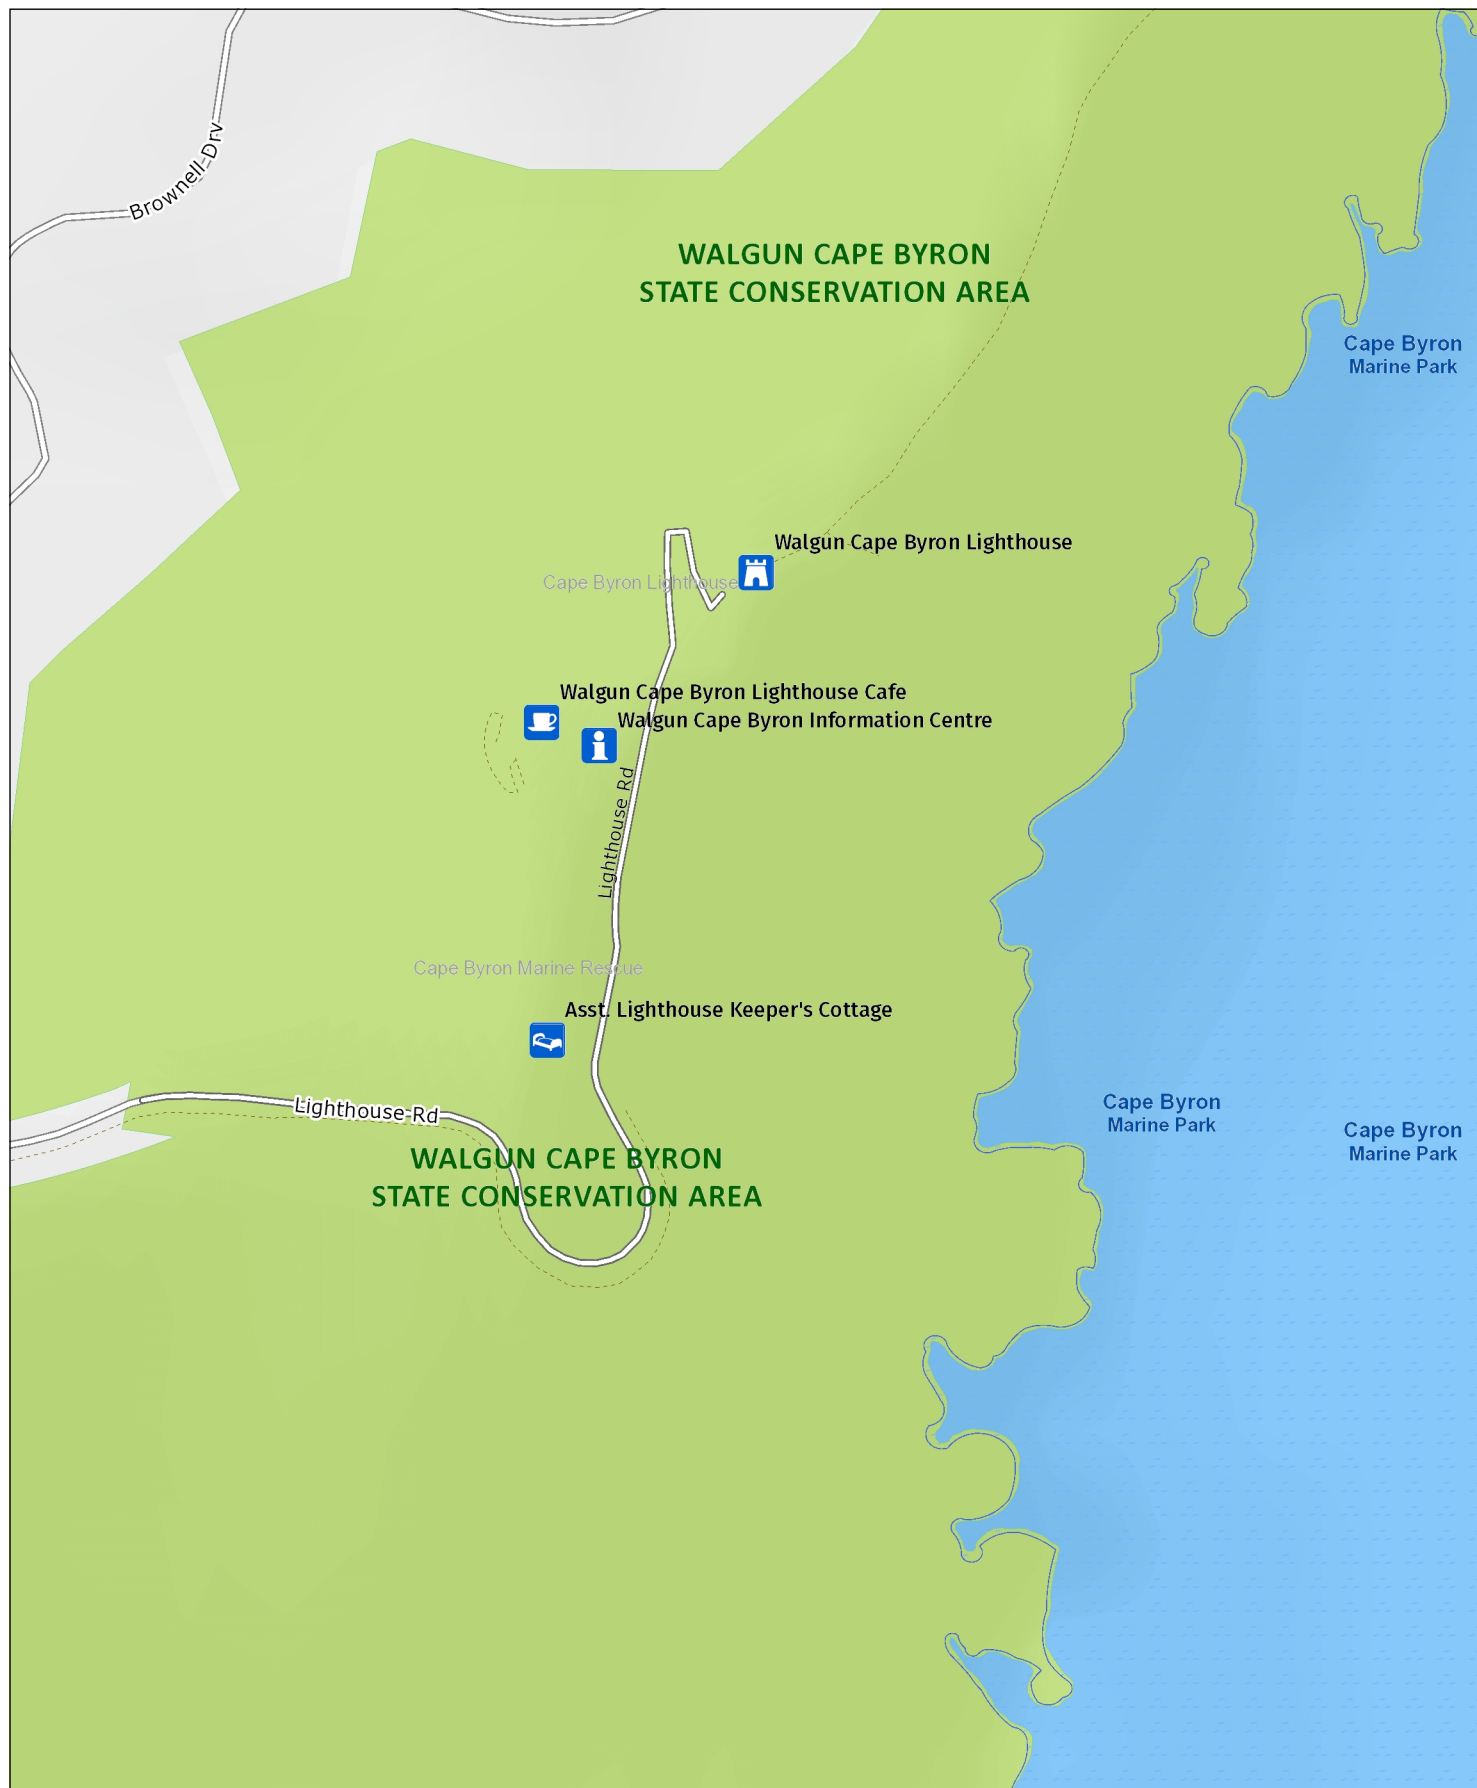 Brownell Drv
WALGUN CAPE BYRON
STATE CONSERVATION AREA
Cape Byron
Marine Park
Walgun Cape Byron Lighthouse
Cape Byron Lighthouse
Walgun Cape Byron Lighthouse Cafe
Walgun Cape Byron Information Centre
Lighthouse Rd
Cape Byron Marine Rescue
Asst. Lighthouse Keeper's Cottage
Lighthouse Rd
Cape Byron
Marine Park
Cape Byron
Marine Park
WALGUN CAPE BYRON
STATE CONSERVATION AREA